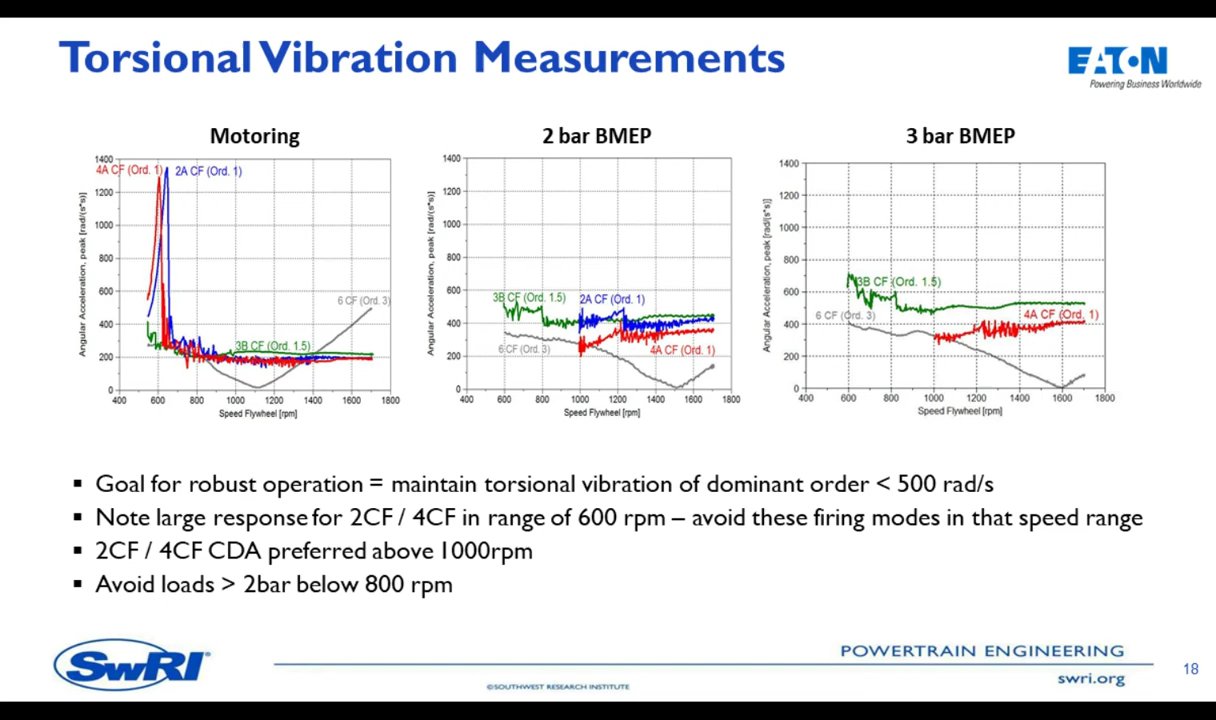 Torsional Vibration Measurements
EATON
Powering Business Worldwide
Motoring
2 bar BMEP
3 bar BMEP
Angular Acceleration, peak [rad/(s*s)]
1400
1200
1000
800
600
400
200
0
4A CF (Ord. 1)
2A CF (Ord. 1)
6 CF (Ord. 3)
3B CF (Ord. 1.5)
400 600 800 1000 1200 1400 1600 1800
Speed Flywheel [rpm]
Angular Acceleration, peak [rad/(s*s)]
1400
1200
1000
800
600
400
200
0
3B CF (Ord. 1.5)
2A CF (Ord. 1)
6 CF (Ord. 3)
4A CF (Ord. 1)
400 600 800 1000 1200 1400 1600 1800
Speed Flywheel [rpm]
Angular Acceleration, peak [rad/(s*s)]
1400
1200
1000
800
600
400
200
0
3B CF (Ord. 1.5)
6 CF (Ord. 3)
4A CF (Ord. 1)
400 600 800 1000 1200 1400 1600 1800
Speed Flywheel [rpm]
▪ Goal for robust operation = maintain torsional vibration of dominant order < 500 rad/s
▪ Note large response for 2CF / 4CF in range of 600 rpm – avoid these firing modes in that speed range
▪ 2CF / 4CF CDA preferred above 1000rpm
▪ Avoid loads > 2bar below 800 rpm
SwRI®
©SOUTHWEST RESEARCH INSTITUTE
POWERTRAIN ENGINEERING
swri.org
18